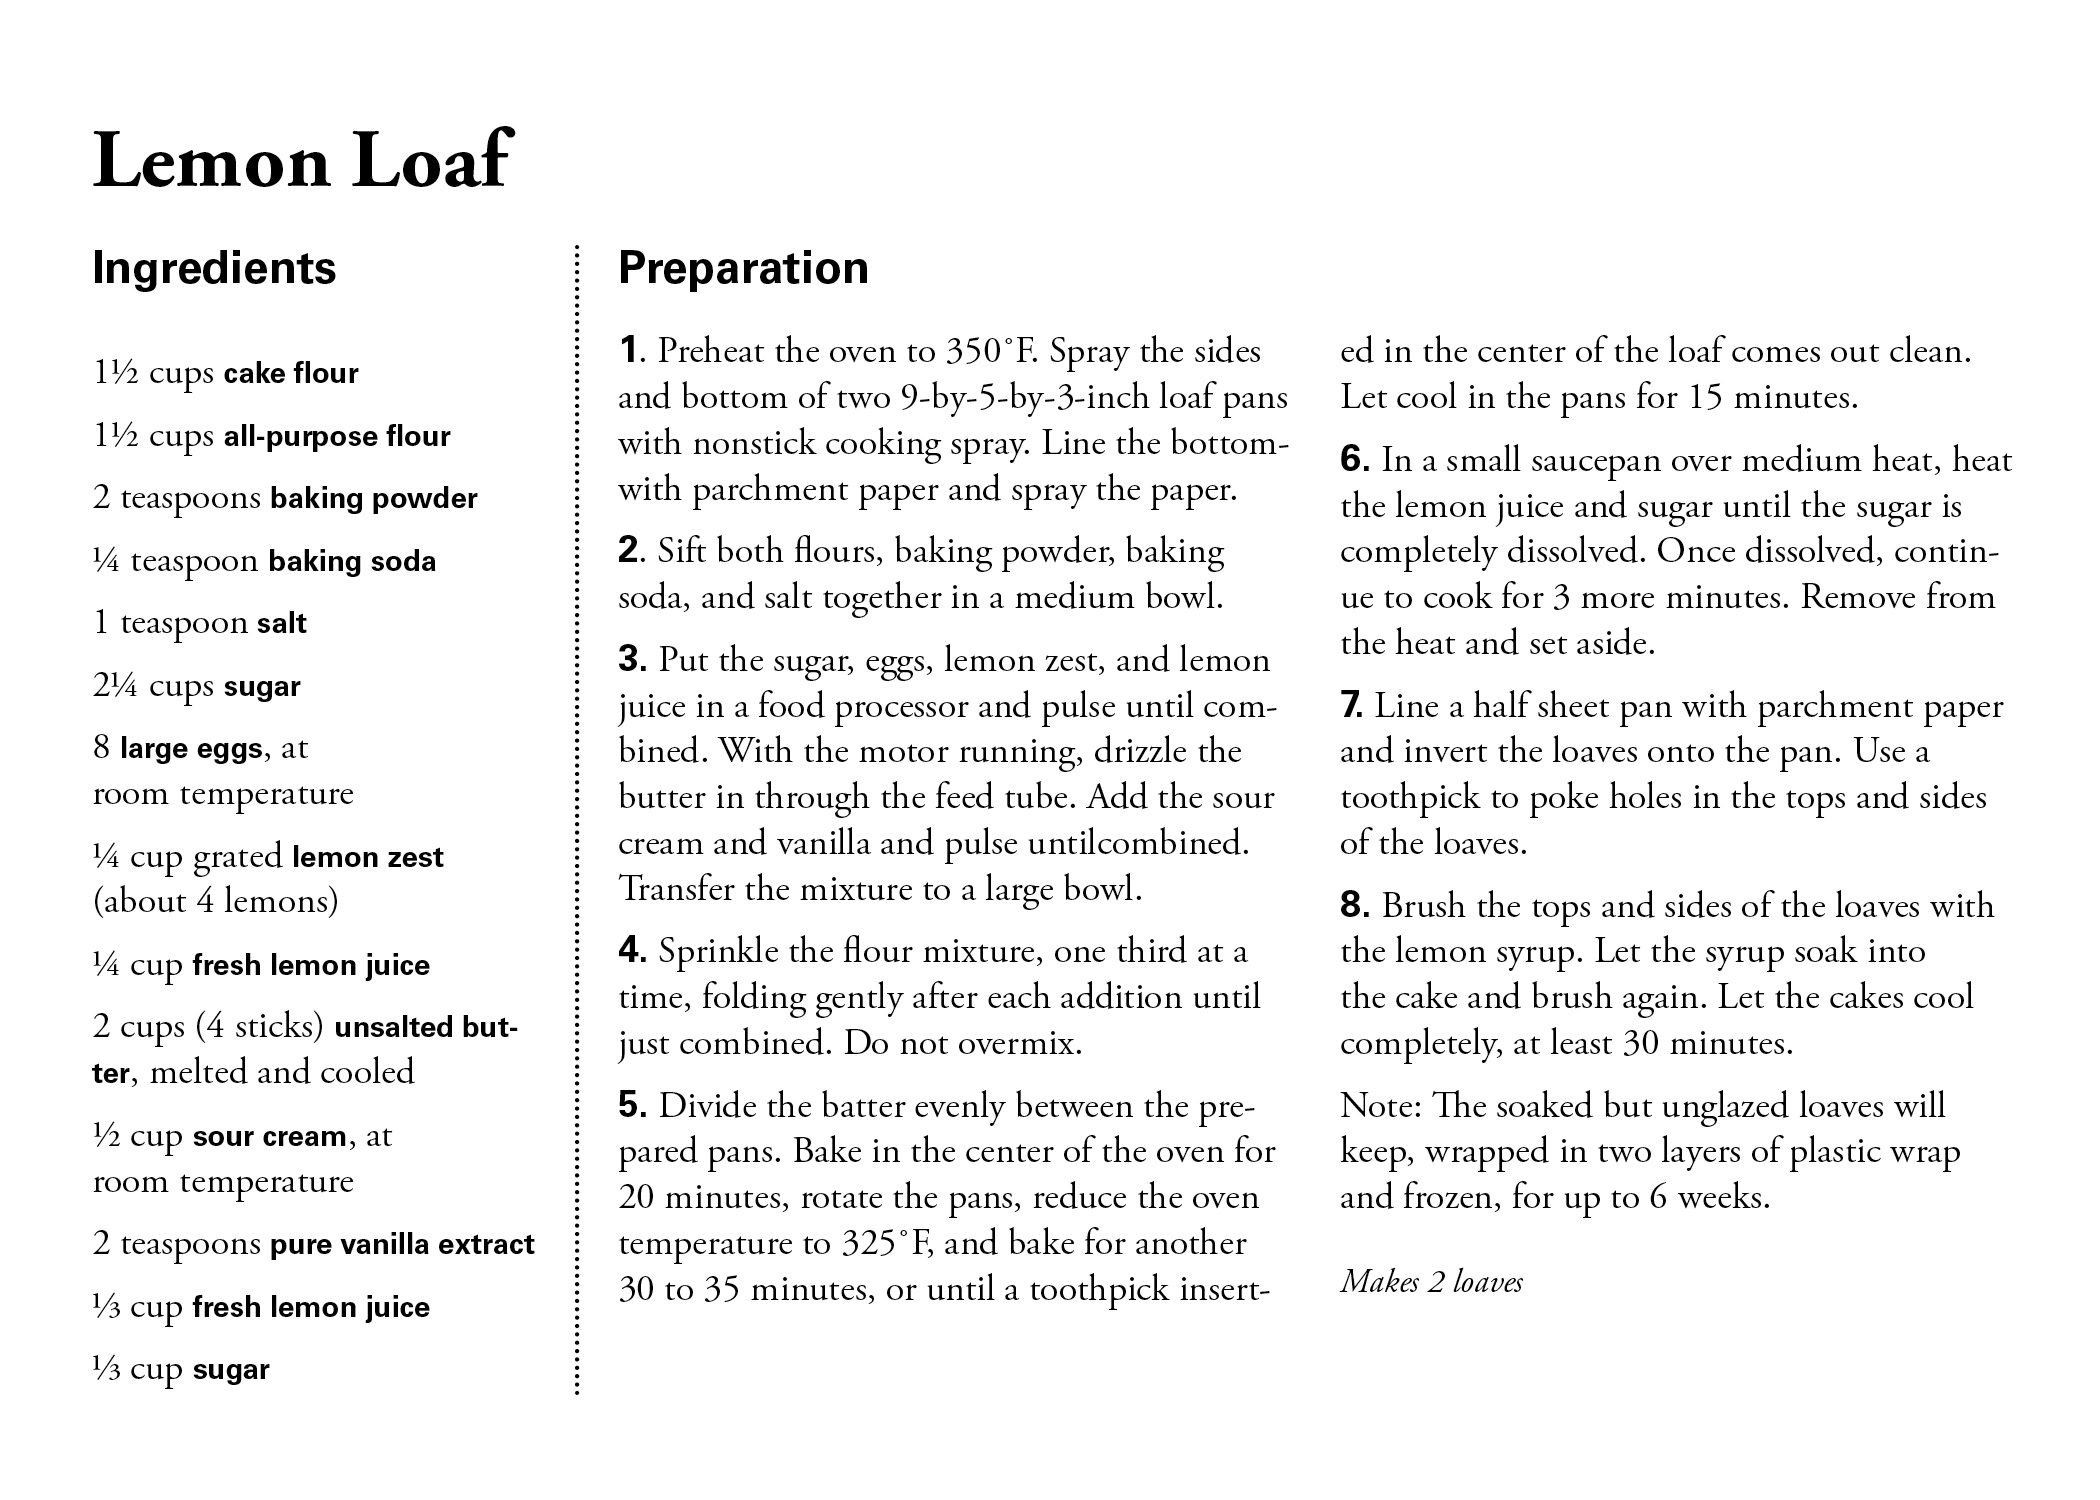 Lemon Loaf
Ingredients
1½ cups cake flour
1½ cups all-purpose flour
2 teaspoons baking powder
¼ teaspoon baking soda
1 teaspoon salt
2¼ cups sugar
8 large eggs, at
room temperature
¼ cup grated lemon zest
(about 4 lemons)
¼ cup fresh lemon juice
2 cups (4 sticks) unsalted but-
ter, melted and cooled
½ cup sour cream, at
room temperature
2 teaspoons pure vanilla extract
⅓ cup fresh lemon juice
⅓ cup sugar
Preparation
1. Preheat the oven to 350˚F. Spray the sides
and bottom of two 9-by-5-by-3-inch loaf pans
with nonstick cooking spray. Line the bottom-
with parchment paper and spray the paper.
2. Sift both flours, baking powder, baking
soda, and salt together in a medium bowl.
3. Put the sugar, eggs, lemon zest, and lemon
juice in a food processor and pulse until com-
bined. With the motor running, drizzle the
butter in through the feed tube. Add the sour
cream and vanilla and pulse untilcombined.
Transfer the mixture to a large bowl.
4. Sprinkle the flour mixture, one third at a
time, folding gently after each addition until
just combined. Do not overmix.
5. Divide the batter evenly between the pre-
pared pans. Bake in the center of the oven for
20 minutes, rotate the pans, reduce the oven
temperature to 325˚F, and bake for another
30 to 35 minutes, or until a toothpick insert-
ed in the center of the loaf comes out clean.
Let cool in the pans for 15 minutes.
6. In a small saucepan over medium heat, heat
the lemon juice and sugar until the sugar is
completely dissolved. Once dissolved, contin-
ue to cook for 3 more minutes. Remove from
the heat and set aside.
7. Line a half sheet pan with parchment paper
and invert the loaves onto the pan. Use a
toothpick to poke holes in the tops and sides
of the loaves.
8. Brush the tops and sides of the loaves with
the lemon syrup. Let the syrup soak into
the cake and brush again. Let the cakes cool
completely, at least 30 minutes.
Note: The soaked but unglazed loaves will
keep, wrapped in two layers of plastic wrap
and frozen, for up to 6 weeks.
Makes 2 loaves